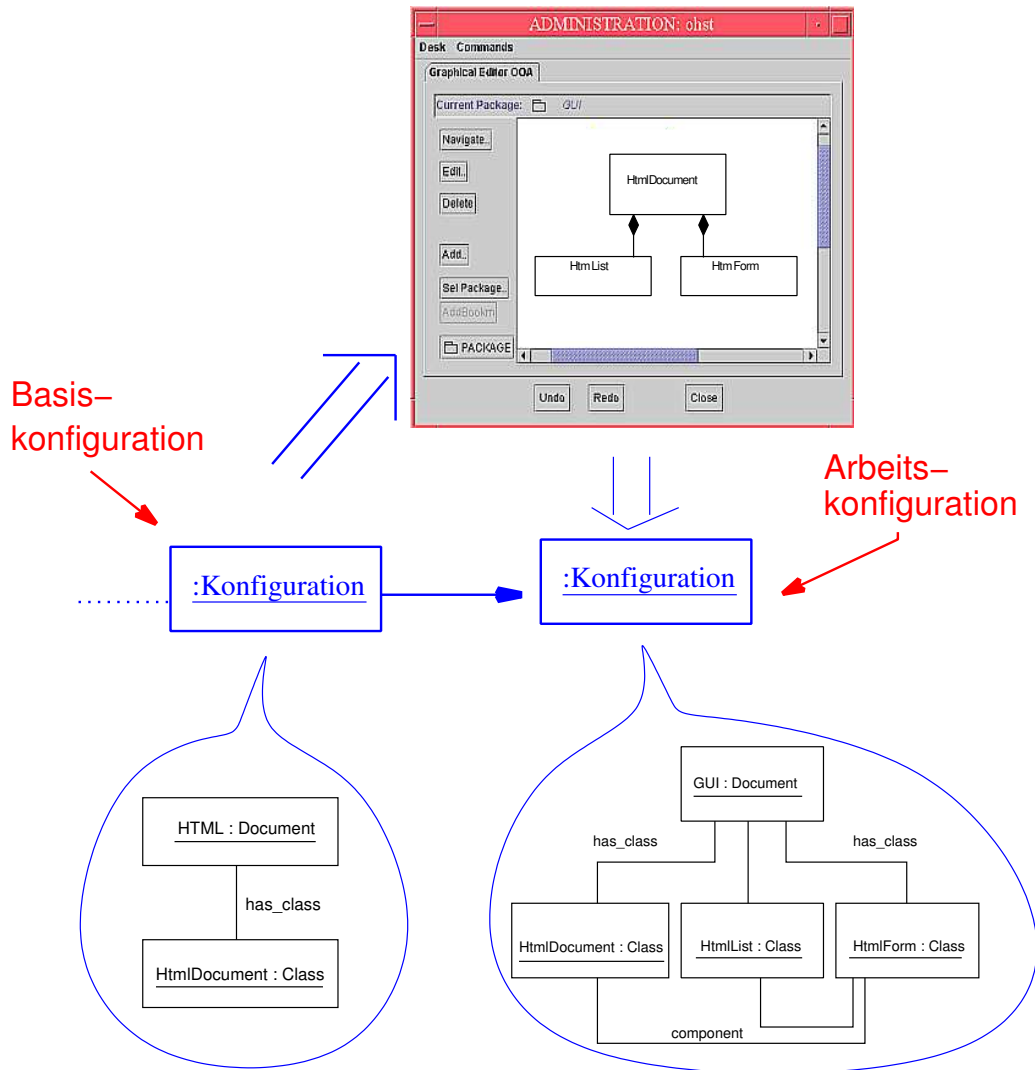 ADMINISTRATION: ohst
Desk Commands
Graphical Editor OOA
Current Package: GUI
Navigate..
Edit..
Delete
Add..
Sel Package..
AddBookm
PACKAGE
HtmlDocument
HtmList
HtmForm
Undo Redo Close
Basis–
konfiguration
Arbeits–
konfiguration
:Konfiguration
:Konfiguration
HTML : Document
has_class
HtmlDocument : Class
GUI : Document
has_class
has_class
HtmlDocument : Class
HtmlList : Class
HtmlForm : Class
component